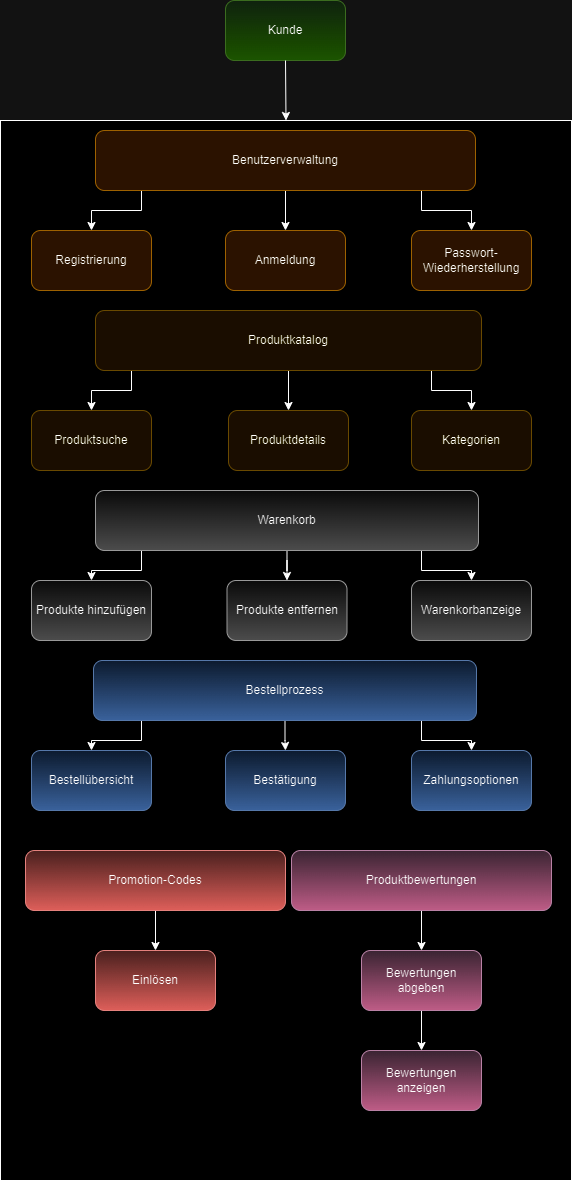 Kunde
Benutzerverwaltung
Registrierung
Anmeldung
Passwort-
Wiederherstellung
Produktkatalog
Produktsuche
Produktdetails
Kategorien
Warenkorb
Produkte hinzufügen
Produkte entfernen
Warenkorbanzeige
Bestellprozess
Bestellübersicht
Bestätigung
Zahlungsoptionen
Promotion-Codes
Produktbewertungen
Einlösen
Bewertungen
abgeben
Bewertungen
anzeigen